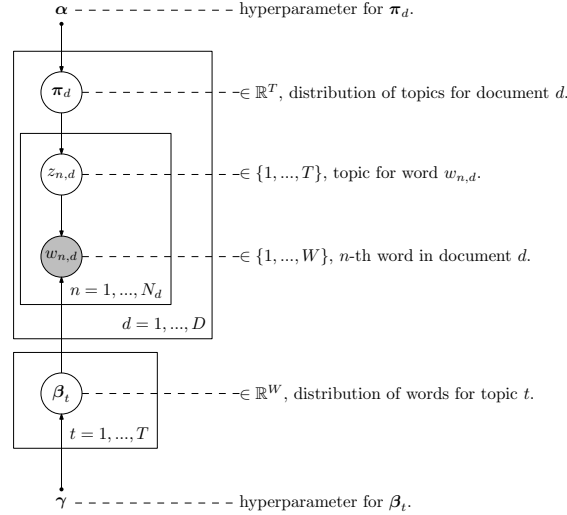 α hyperparameter for π_d.
π_d ∈ ℝ^T, distribution of topics for document d.
z_{n,d} ∈ {1, ..., T}, topic for word w_{n,d}.
w_{n,d} ∈ {1, ..., W}, n-th word in document d.
n = 1, ..., N_d
d = 1, ..., D
β_t ∈ ℝ^W, distribution of words for topic t.
t = 1, ..., T
γ hyperparameter for β_t.